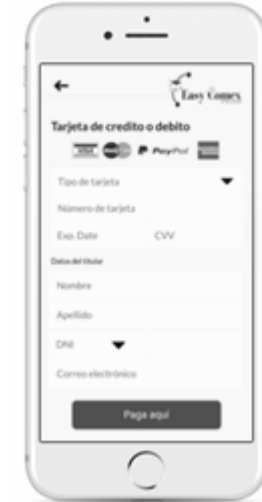 Easy Comex
Tarjeta de credito o debito
VISA PayPal
Tipo de tarjeta
Número de tarjeta
Exp. Date CVV
Datos del titular
Nombre
Apellido
DNI
Correo electrónico
Paga aquí